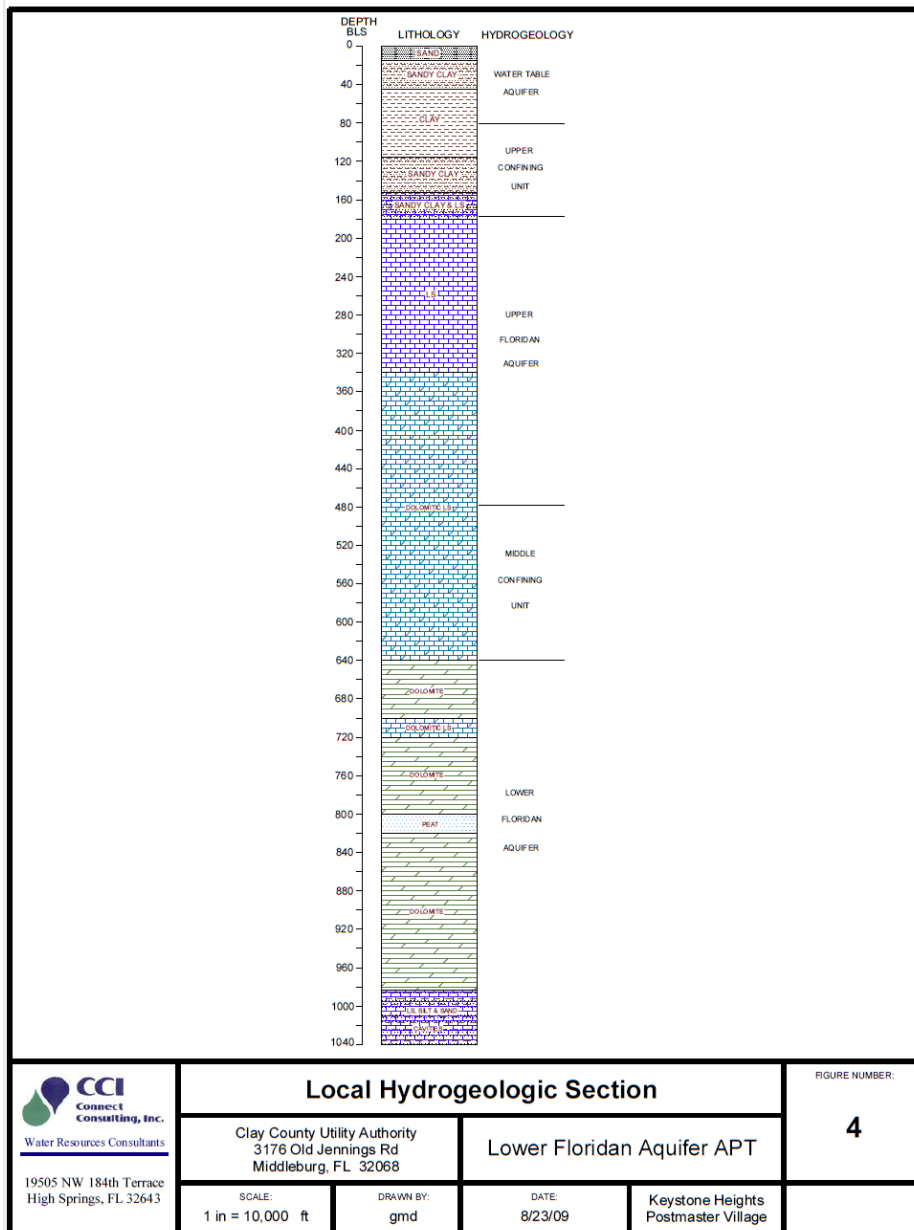 DEPTH
BLS
LITHOLOGY
HYDROGEOLOGY
0
40
80
120
160
200
240
280
320
360
400
440
480
520
560
600
640
680
720
760
800
840
880
920
960
1000
1040
SAND
SANDY CLAY
CLAY
SANDY CLAY
SANDY CLAY & LS
LS
DOLOMITIC LS
DOLOMITE
DOLOMITIC LS
DOLOMITE
PEAT
DOLOMITE
LS, SILT & SAND
CAVITIES
WATER TABLE
AQUIFER
UPPER
CONFINING
UNIT
UPPER
FLORIDAN
AQUIFER
MIDDLE
CONFINING
UNIT
LOWER
FLORIDAN
AQUIFER
CCI
Connect
Consulting, Inc.
Water Resources Consultants
19505 NW 184th Terrace
High Springs, FL 32643
Local Hydrogeologic Section
Clay County Utility Authority
3176 Old Jennings Rd
Middleburg, FL 32068
Lower Floridan Aquifer APT
SCALE:
1 in = 10,000 ft
DRAWN BY:
gmd
DATE:
8/23/09
Keystone Heights
Postmaster Village
FIGURE NUMBER:
4